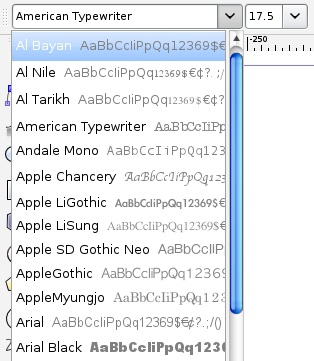 American Typewriter 17.5
-250
Al Bayan AaBbCcIiPpQq12369$€
Al Nile AaBbCcIiPpQq12369$€¢?.;/
Al Tarikh AaBbCcIiPpQq12369$€¢
American Typewriter AaBbCcIiPp
Andale Mono AaBbCcIiPpQq123
Apple Chancery AaBbCcIiPpQq123
Apple LiGothic AaBbCcIiPpQq12369$€¢
Apple LiSung AaBbCcIiPpQq12369$€¢
Apple SD Gothic Neo AaBbCcIiP
AppleGothic AaBbCcIiPpQq12369
AppleMyungjo AaBbCcIiPpQq123
Arial AaBbCcIiPpQq12369$€¢?.;/()
Arial Black AaBbCcIiPpQq1236